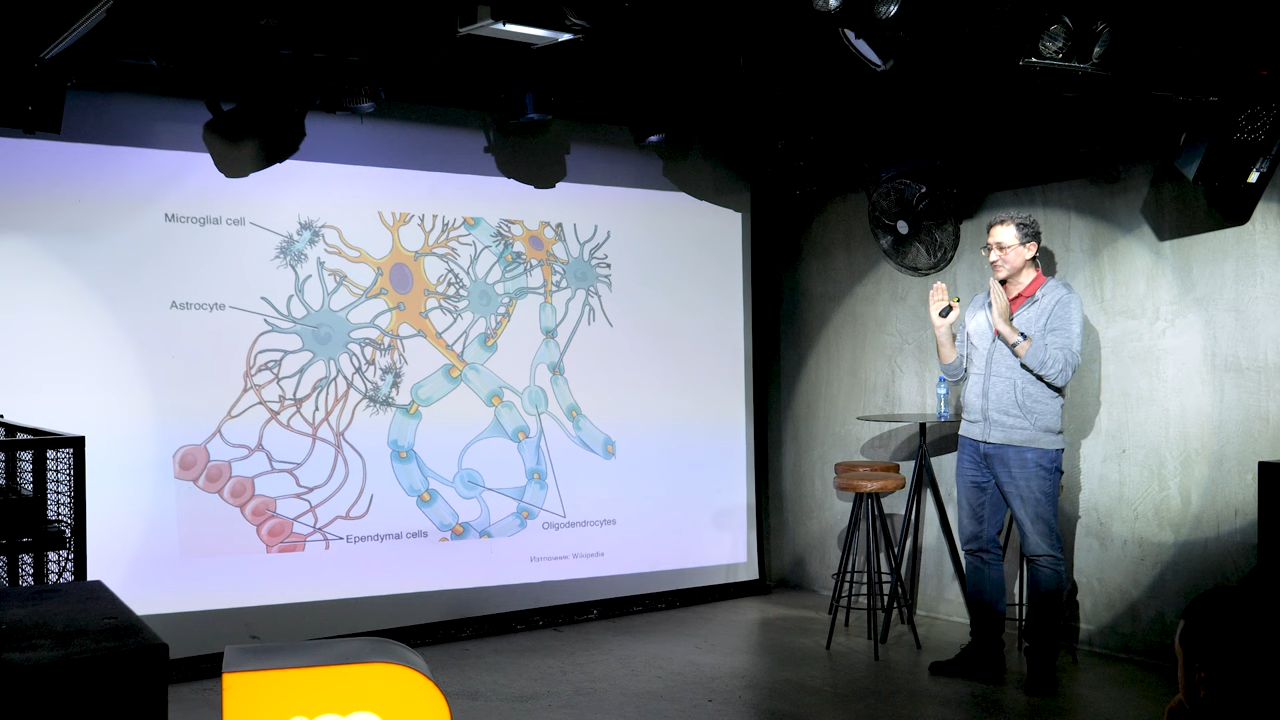 Microglial cell
Astrocyte
Oligodendrocytes
Ependymal cells
Източник: Wikipedia